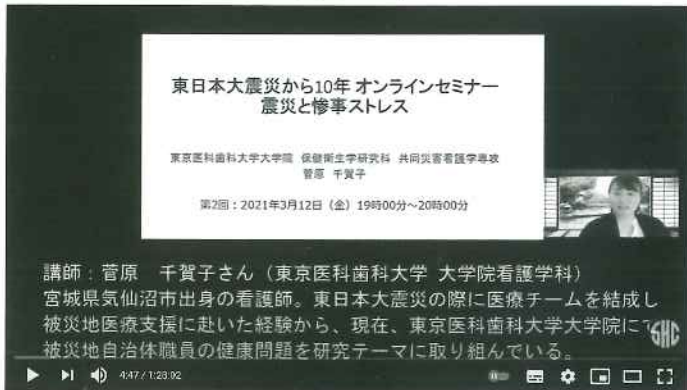 東日本大震災から10年 オンラインセミナー
震災と惨事ストレス
東京医科歯科大学大学院 保健衛生学研究科 共同災害看護学専攻
菅原 千賀子
第2回：2021年3月12日（金）19時00分～20時00分
講師：菅原 千賀子さん（東京医科歯科大学 大学院看護学科）
宮城県気仙沼市出身の看護師。東日本大震災の際に医療チームを結成し
被災地医療支援に赴いた経験から、現在、東京医科歯科大学大学院にて
被災地自治体職員の健康問題を研究テーマに取り組んでいる。
SHC
4:47 / 1:23:02